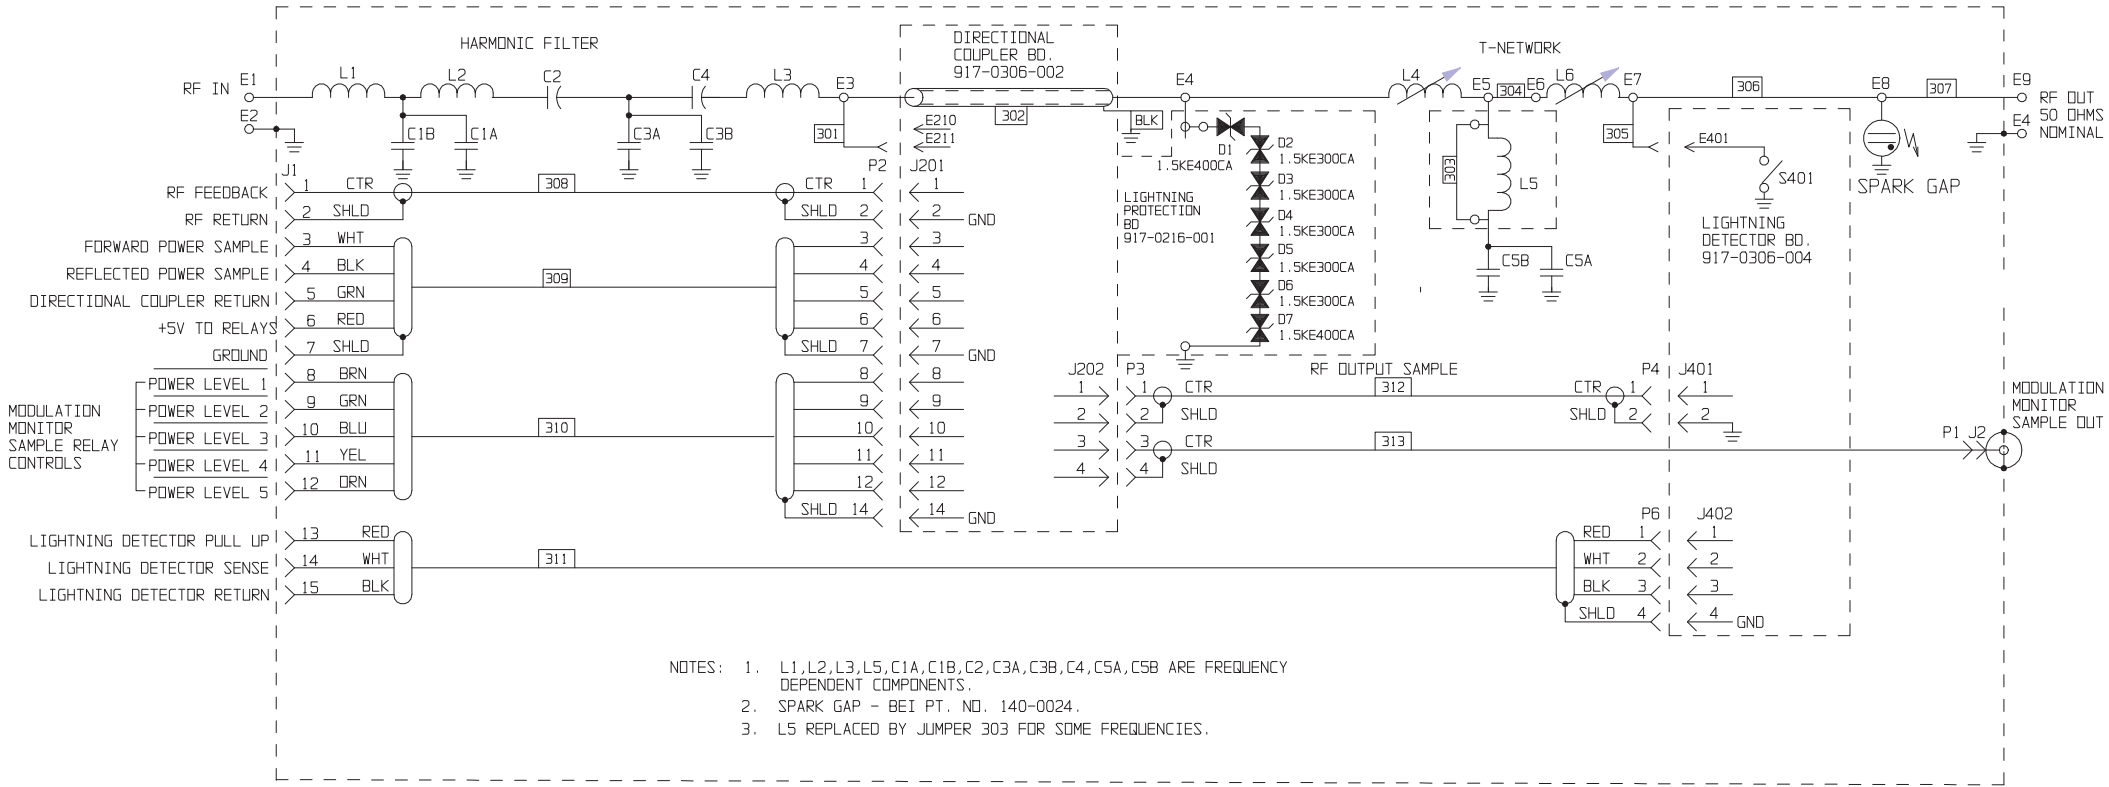 HARMONIC FILTER
DIRECTIONAL
COUPLER BD.
917-0306-002
T-NETWORK
RF IN
E1
L1
L2
C2
C4
L3
E3
E4
L4
E5
304
E6
L6
E7
306
E8
307
E9
RF OUT
50 OHMS
NOMINAL
E4
E2
C1B
C1A
C3A
C3B
301
302
E210
E211
BLK
D1
1.5KE400CA
D2
1.5KE300CA
D3
1.5KE300CA
D4
1.5KE300CA
D5
1.5KE300CA
D6
1.5KE300CA
D7
1.5KE400CA
LIGHTNING
PROTECTION
BD
917-0216-001
303
L5
C5B
C5A
305
E401
S401
LIGHTNING
DETECTOR BD.
917-0306-004
SPARK GAP
J1
P2
J201
RF FEEDBACK 1 CTR 308 CTR 1 1
RF RETURN 2 SHLD SHLD 2 2 GND
FORWARD POWER SAMPLE 3 WHT 3 3
REFLECTED POWER SAMPLE 4 BLK 309 4 4
DIRECTIONAL COUPLER RETURN 5 GRN 5 5
+5V TO RELAYS 6 RED 6 6
GROUND 7 SHLD SHLD 7 7 GND
POWER LEVEL 1 8 BRN 8 8
POWER LEVEL 2 9 GRN 9 9
POWER LEVEL 3 10 BLU 310 10 10
POWER LEVEL 4 11 YEL 11 11
POWER LEVEL 5 12 ORN 12 12
SHLD 14 14 GND
MODULATION
MONITOR
SAMPLE RELAY
CONTROLS
J202 P3 RF OUTPUT SAMPLE P4 J401
1 1 CTR 312 CTR 1 1
2 2 SHLD SHLD 2 2
3 3 CTR 313
4 4 SHLD
P1 J2
MODULATION
MONITOR
SAMPLE OUT
P6 J402
LIGHTNING DETECTOR PULL UP 13 RED RED 1 1
LIGHTNING DETECTOR SENSE 14 WHT 311 WHT 2 2
LIGHTNING DETECTOR RETURN 15 BLK BLK 3 3
SHLD 4 4 GND
NOTES: 1. L1,L2,L3,L5,C1A,C1B,C2,C3A,C3B,C4,C5A,C5B ARE FREQUENCY
DEPENDENT COMPONENTS.
2. SPARK GAP - BEI PT. NO. 140-0024.
3. L5 REPLACED BY JUMPER 303 FOR SOME FREQUENCIES.